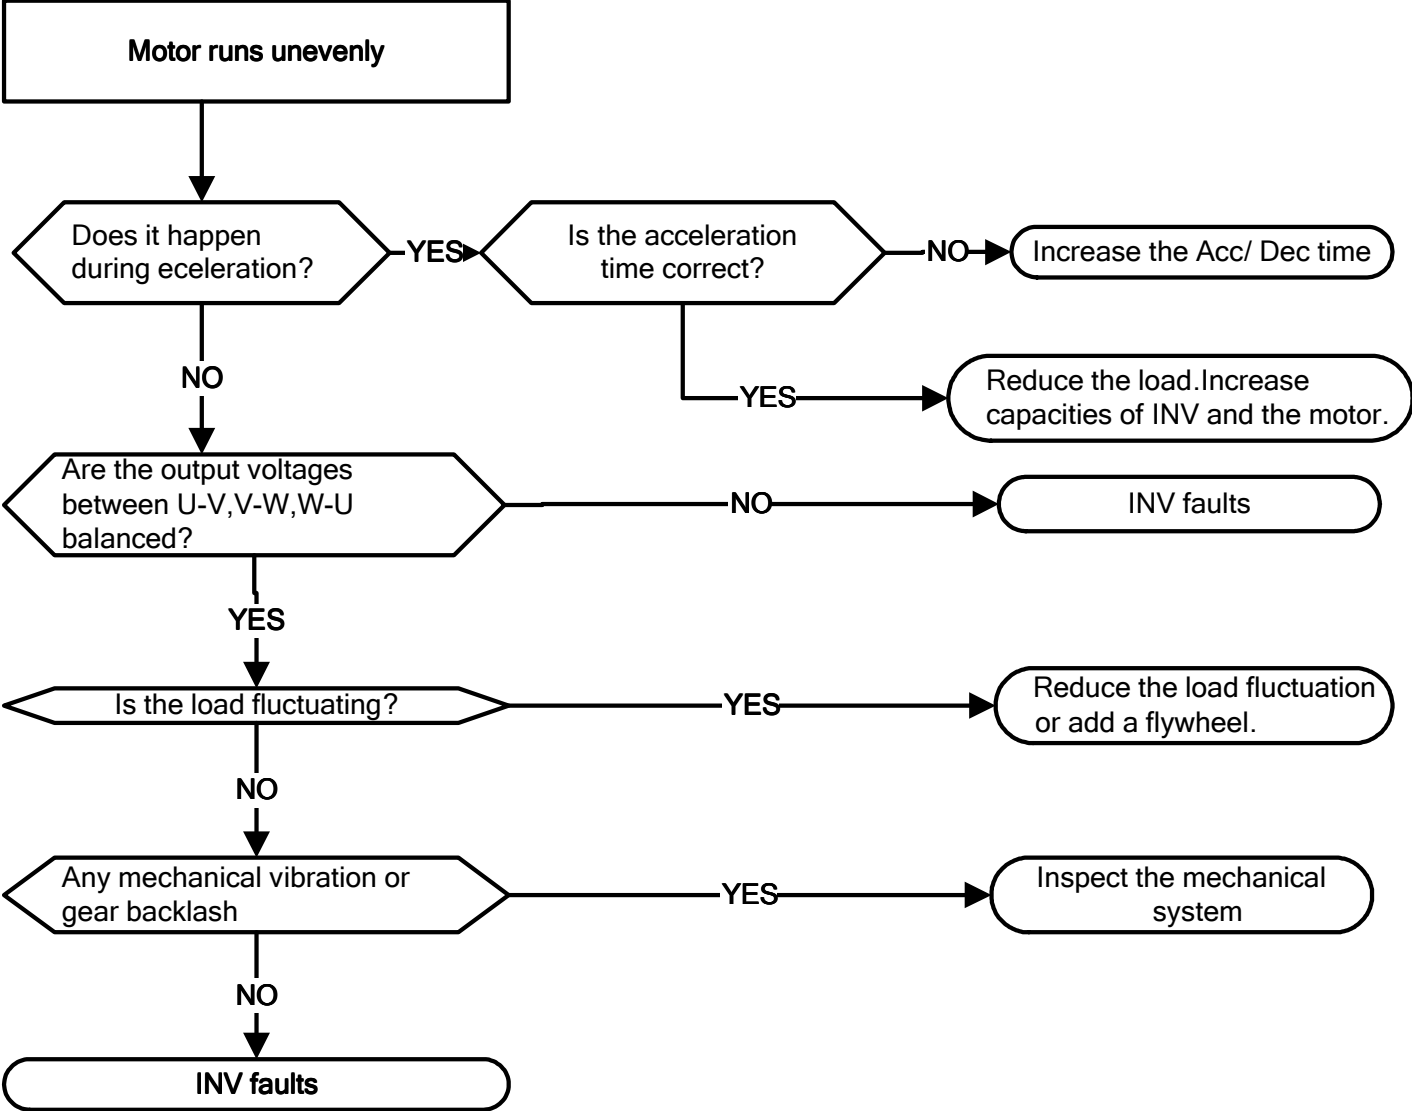 Motor runs unevenly
Does it happen
during eceleration?
YES
Is the acceleration
time correct?
NO
Increase the Acc/ Dec time
NO
YES
Reduce the load.Increase
capacities of INV and the motor.
Are the output voltages
between U-V,V-W,W-U
balanced?
NO
INV faults
YES
Is the load fluctuating?
YES
Reduce the load fluctuation
or add a flywheel.
NO
Any mechanical vibration or
gear backlash
YES
Inspect the mechanical
system
NO
INV faults